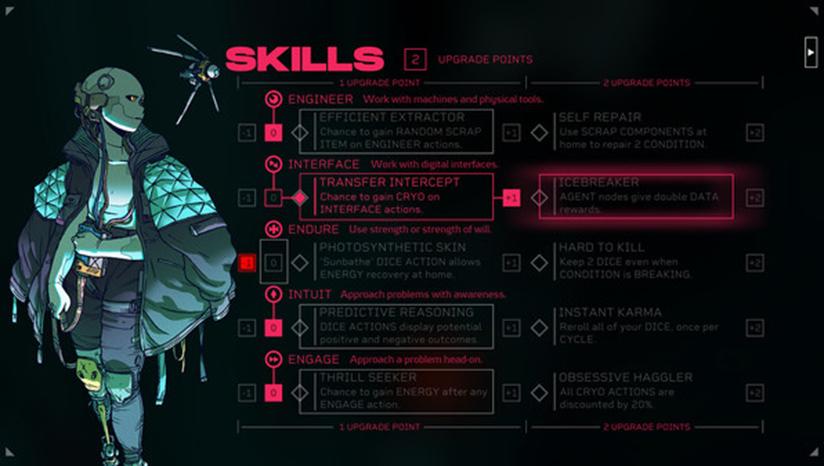 SKILLS 2 UPGRADE POINTS
1 UPGRADE POINT 2 UPGRADE POINTS
ENGINEER Work with machines and physical tools.
EFFICIENT EXTRACTOR
-1 0 Chance to gain RANDOM SCRAP
ITEM on ENGINEER actions.
+1
SELF REPAIR
Use SCRAP COMPONENTS at
home to repair 2 CONDITION.
+2
INTERFACE Work with digital interfaces.
TRANSFER INTERCEPT
-1 0 Chance to gain CRYO on
INTERFACE actions.
+1
ICEBREAKER
AGENT nodes give double DATA
rewards.
+2
ENDURE Use strength or strength of will.
PHOTOSYNTHETIC SKIN
-1 0 'Sunbathe' DICE ACTION allows
ENERGY recovery at home.
+1
HARD TO KILL
Keep 2 DICE even when
CONDITION is BREAKING.
+2
INTUIT Approach problems with awareness.
PREDICTIVE REASONING
-1 0 DICE ACTIONS display potential
positive and negative outcomes.
+1
INSTANT KARMA
Reroll all of your DICE, once per
CYCLE.
+2
ENGAGE Approach a problem head-on.
THRILL SEEKER
-1 0 Chance to gain ENERGY after any
ENGAGE action.
+1
OBSESSIVE HAGGLER
All CRYO ACTIONS are
discounted by 20%.
+2
1 UPGRADE POINT 2 UPGRADE POINTS